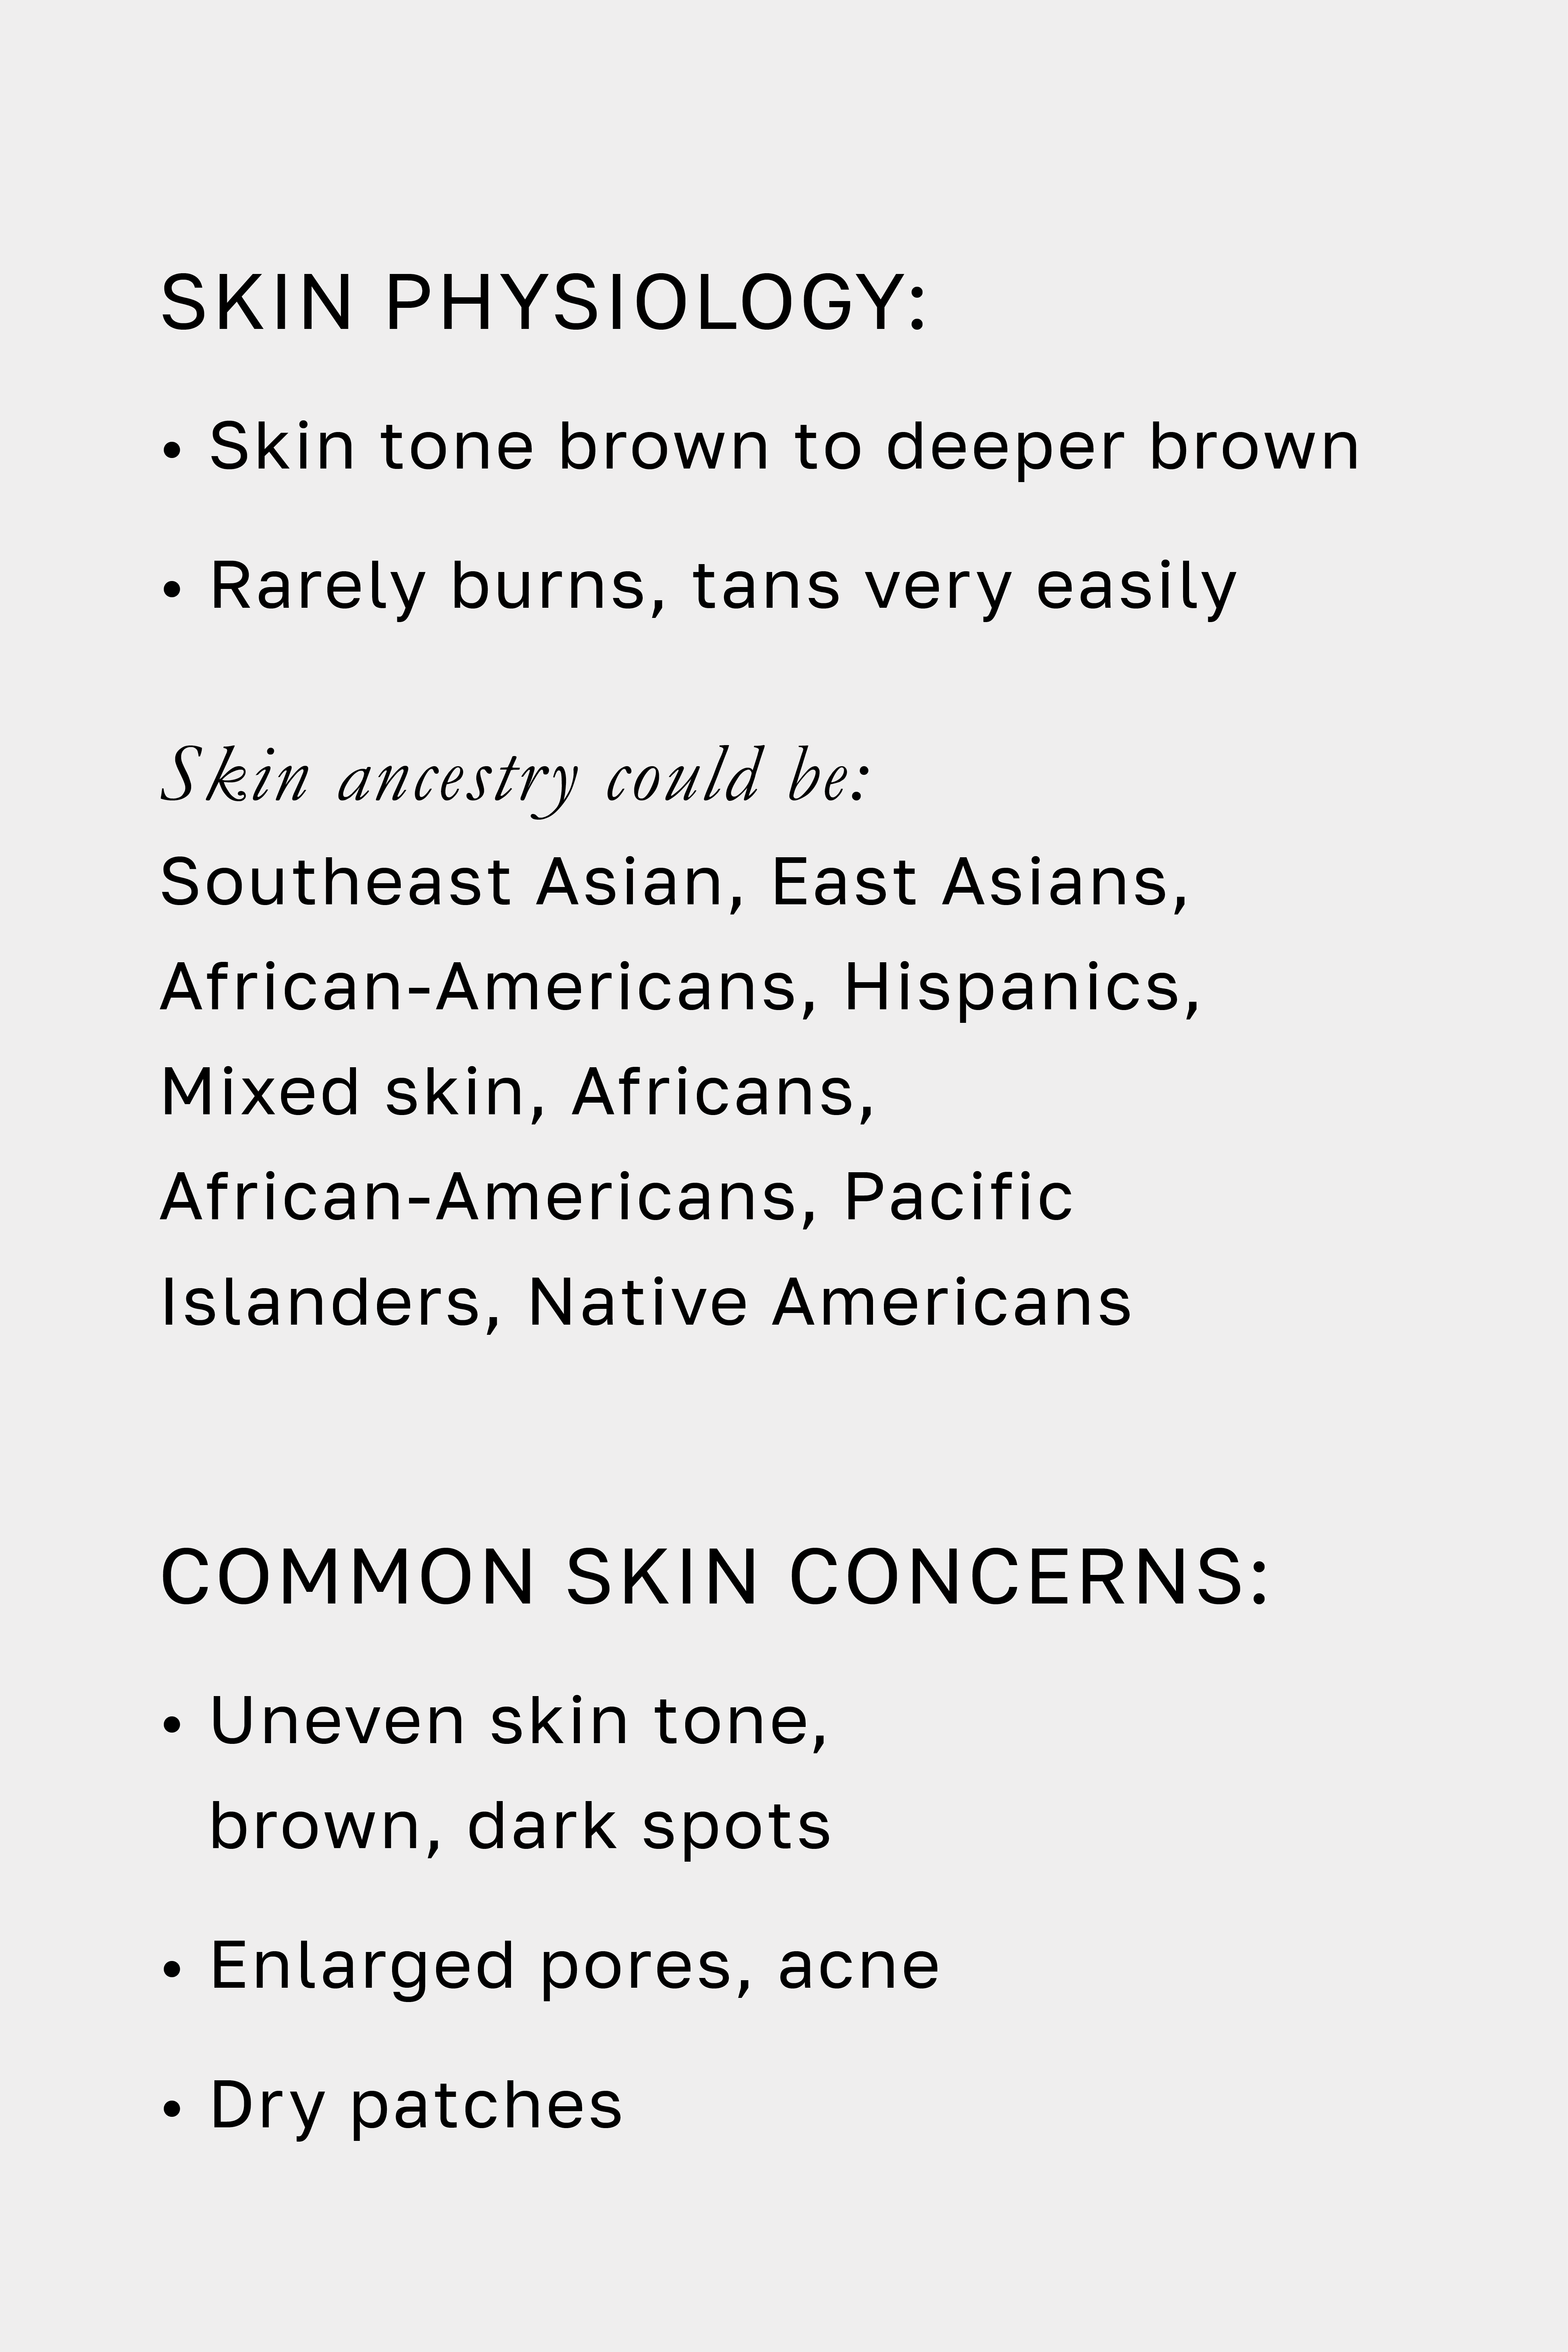 SKIN PHYSIOLOGY:
• Skin tone brown to deeper brown
• Rarely burns, tans very easily
Skin ancestry could be:
Southeast Asian, East Asians,
African-Americans, Hispanics,
Mixed skin, Africans,
African-Americans, Pacific
Islanders, Native Americans
COMMON SKIN CONCERNS:
• Uneven skin tone,
brown, dark spots
• Enlarged pores, acne
• Dry patches